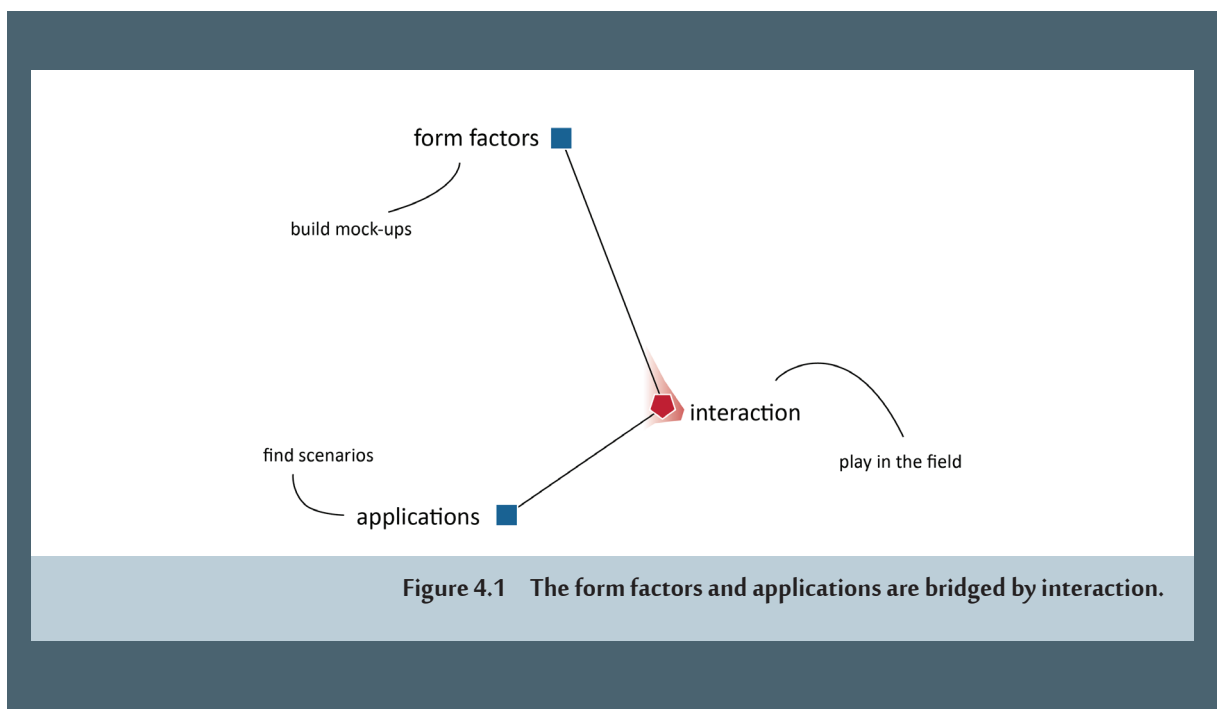 form factors
build mock-ups
interaction
find scenarios
play in the field
applications
Figure 4.1 The form factors and applications are bridged by interaction.